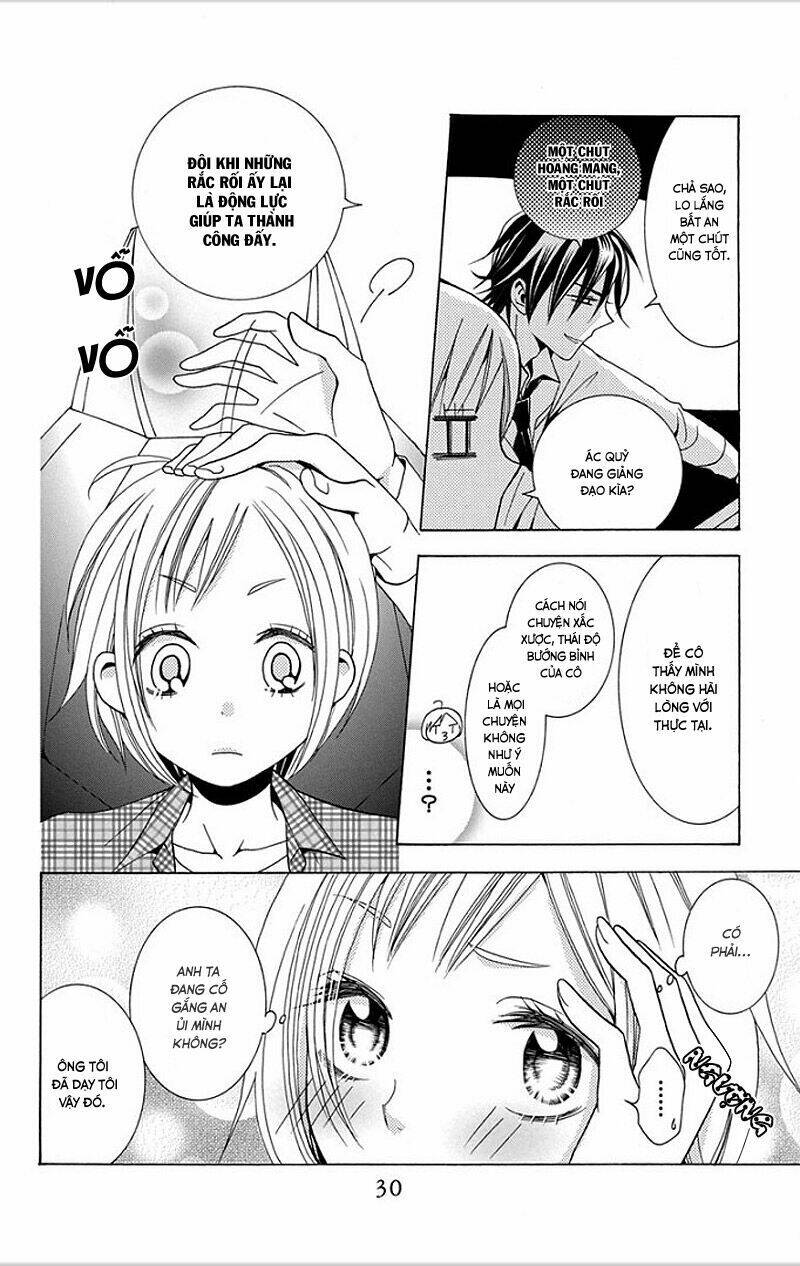 CHẢ SAO,
LO LẮNG
BẤT AN
MỘT CHÚT
CŨNG TỐT.
MỘT CHÚT
HOANG MANG,
MỘT CHÚT
RẮC RỐI
ÁC QUỶ
ĐANG GIẢNG
ĐẠO KÌA?
ĐÔI KHI NHỮNG
RẮC RỐI ẤY LẠI
LÀ ĐỘNG LỰC
GIÚP TA THÀNH
CÔNG ĐẤY.
VỖ
VỖ
ĐỂ CÔ
THẤY MÌNH
KHÔNG HÀI
LÒNG VỚI
THỰC TẠI.
CÁCH NÓI
CHUYỆN XẤC
XƯỢC, THÁI ĐỘ
BƯỚNG BỈNH
CỦA CÔ
HOẶC
LÀ MỌI
CHUYỆN
KHÔNG
NHƯ Ý
MUỐN
NÀY
...?
CÓ
PHẢI...
ANH TA
ĐANG CỐ
GẮNG AN
ỦI MÌNH
KHÔNG?
......
NGƯỢNG
ÔNG TÔI
ĐÃ DẠY TÔI
VẬY ĐÓ.
30